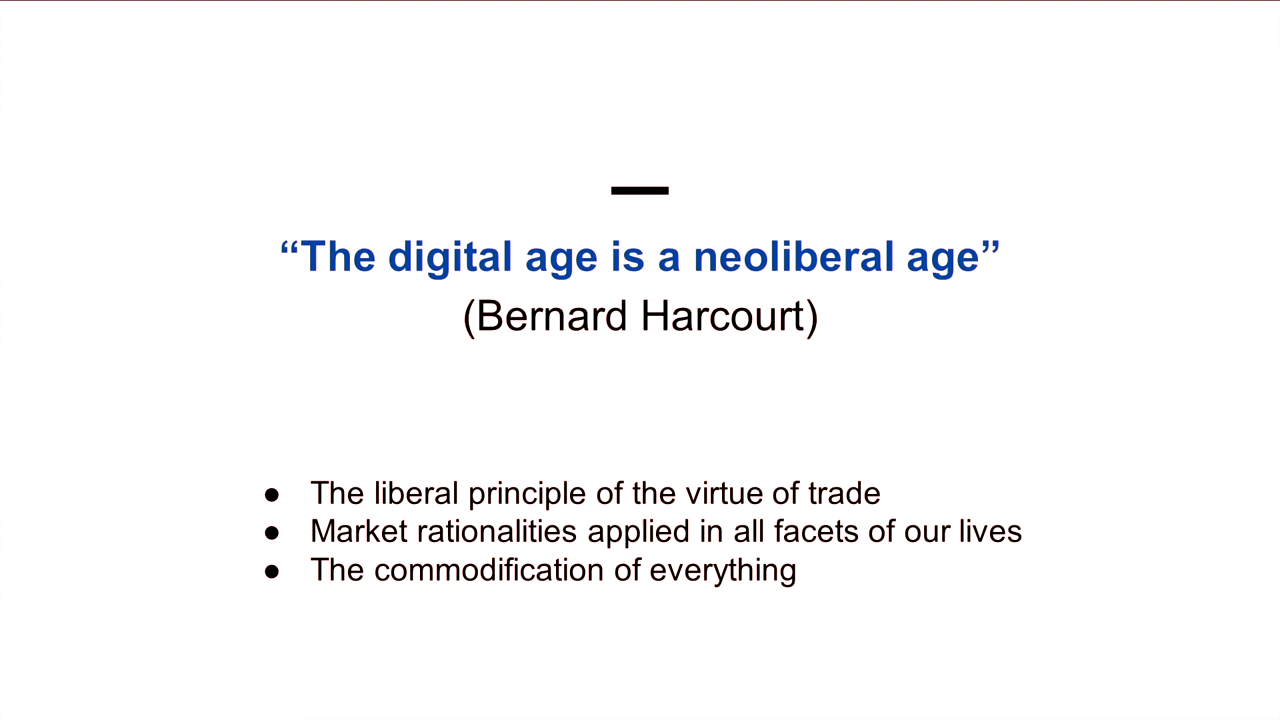 “The digital age is a neoliberal age”
(Bernard Harcourt)
● The liberal principle of the virtue of trade
● Market rationalities applied in all facets of our lives
● The commodification of everything